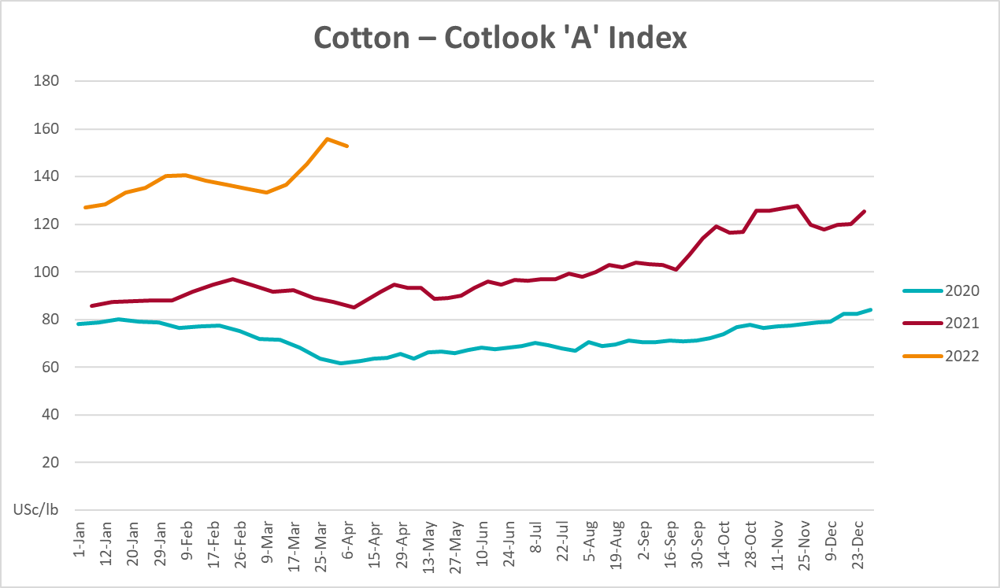 Cotton – Cotlook 'A' Index
180
160
140
120
100
80
60
40
20
USc/lb
1-Jan
12-Jan
20-Jan
29-Jan
9-Feb
17-Feb
26-Feb
9-Mar
17-Mar
25-Mar
6-Apr
15-Apr
29-Apr
13-May
27-May
10-Jun
24-Jun
8-Jul
22-Jul
5-Aug
19-Aug
2-Sep
16-Sep
30-Sep
14-Oct
28-Oct
11-Nov
25-Nov
9-Dec
23-Dec
2020
2021
2022